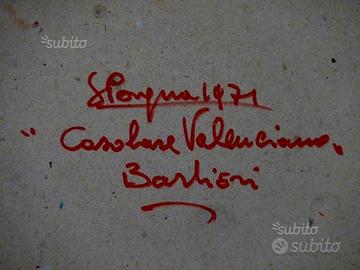 subito
Spagna 1971
"Casolare Valenciano"
Barbieri
subito
subito